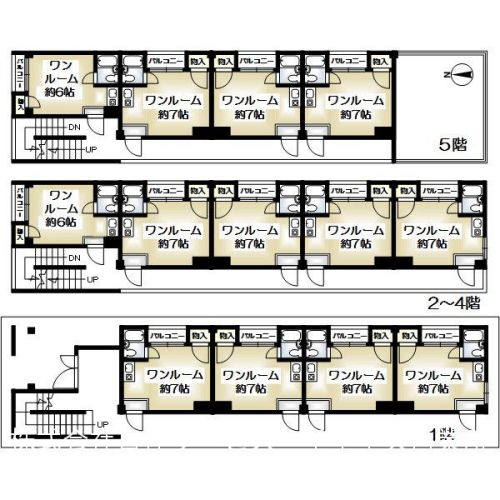 バルコニー
ワン
ルーム
約6帖
物入
DN
UP
バルコニー 物入
ワンルーム
約7帖
物入 バルコニー
ワンルーム
約7帖
バルコニー 物入
ワンルーム
約7帖
N
5階
バルコニー
ワン
ルーム
約6帖
物入
DN
UP
バルコニー 物入
ワンルーム
約7帖
物入 バルコニー
ワンルーム
約7帖
バルコニー 物入
ワンルーム
約7帖
物入 バルコニー
ワンルーム
約7帖
2～4階
UP
バルコニー 物入
ワンルーム
約7帖
物入 バルコニー
ワンルーム
約7帖
バルコニー 物入
ワンルーム
約7帖
物入 バルコニー
ワンルーム
約7帖
1階